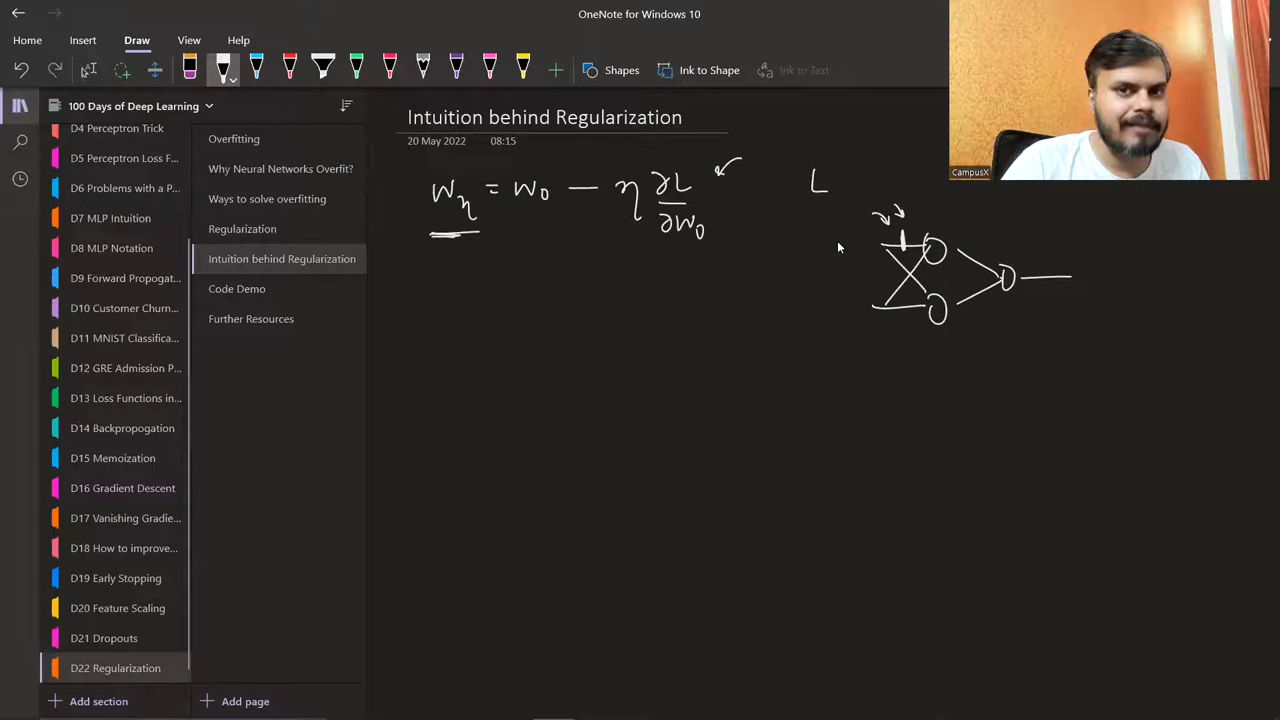 OneNote for Windows 10
Home Insert Draw View Help
Shapes Ink to Shape Ink to Text
100 Days of Deep Learning
D4 Perceptron Trick
D5 Perceptron Loss F...
D6 Problems with a P...
D7 MLP Intuition
D8 MLP Notation
D9 Forward Propogat...
D10 Customer Churn...
D11 MNIST Classifica...
D12 GRE Admission P...
D13 Loss Functions in...
D14 Backpropogation
D15 Memoization
D16 Gradient Descent
D17 Vanishing Gradie...
D18 How to improve...
D19 Early Stopping
D20 Feature Scaling
D21 Dropouts
D22 Regularization
Add section
Overfitting
Why Neural Networks Overfit?
Ways to solve overfitting
Regularization
Intuition behind Regularization
Code Demo
Further Resources
Add page
Intuition behind Regularization
20 May 2022 08:15
Wη = W0 — η ∂L/∂W0
L
CampusX